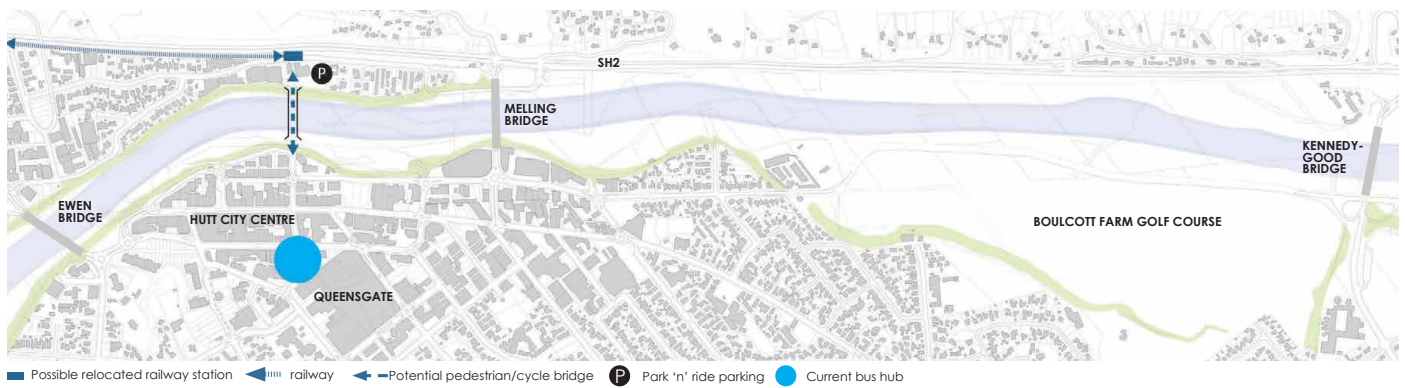 SH2
P
MELLING
BRIDGE
KENNEDY-
GOOD
BRIDGE
EWEN
BRIDGE
HUTT CITY CENTRE
BOULCOTT FARM GOLF COURSE
QUEENSGATE
Possible relocated railway station railway Potential pedestrian/cycle bridge P Park ‘n’ ride parking Current bus hub